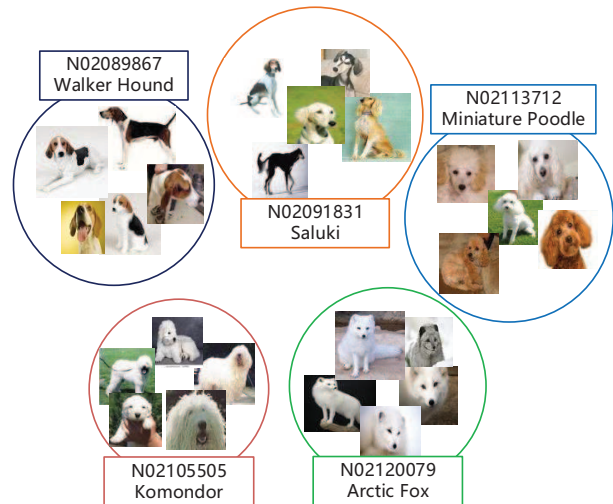 N02089867
Walker Hound
N02091831
Saluki
N02113712
Miniature Poodle
N02105505
Komondor
N02120079
Arctic Fox